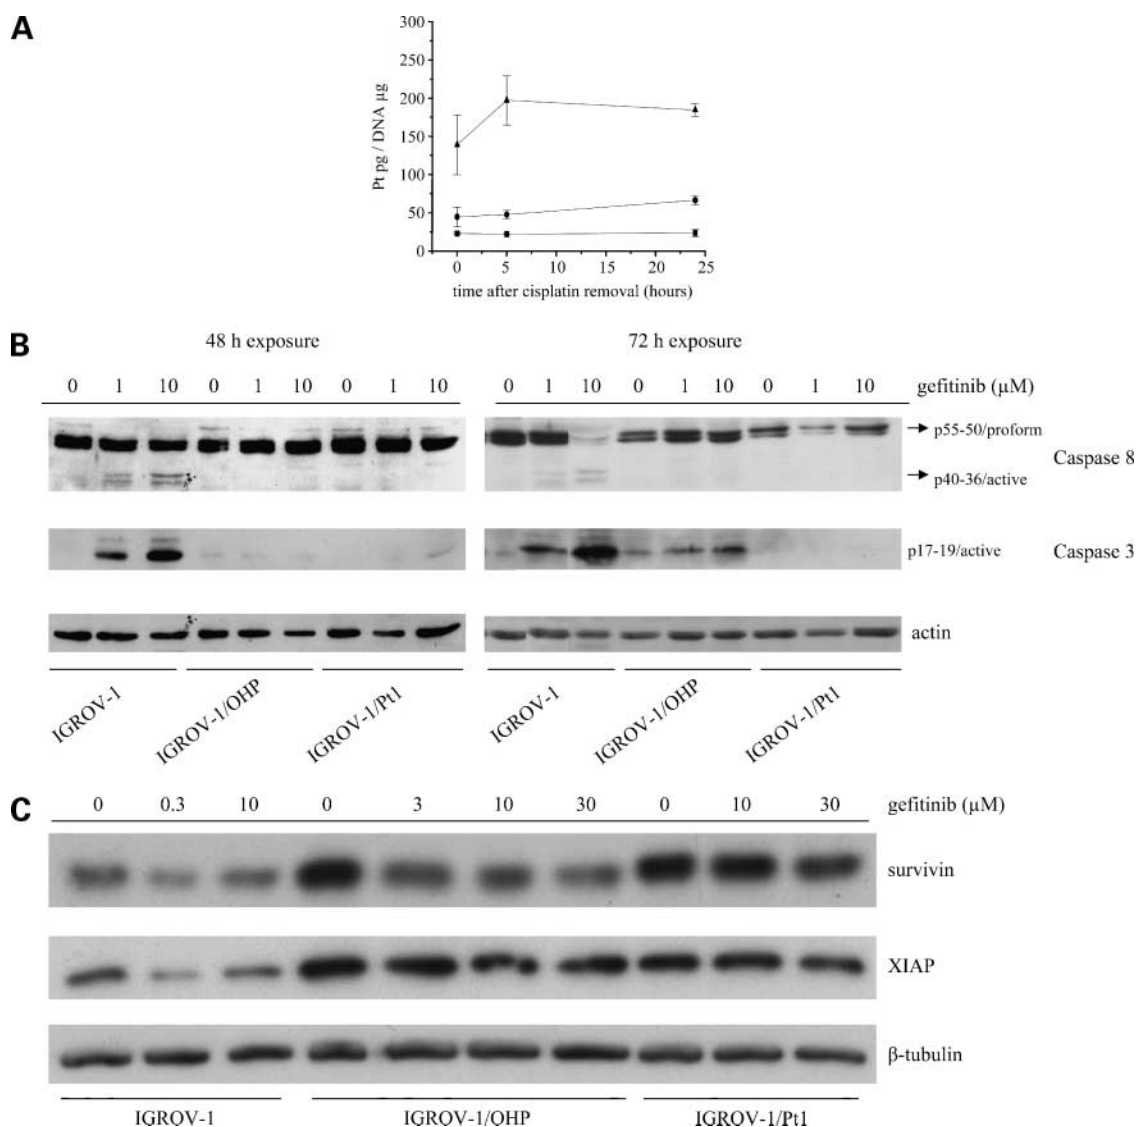 A
300
250
200
150
100
50
0
Pt pg / DNA µg
0 5 10 15 20 25
time after cisplatin removal (hours)
B
48 h exposure 72 h exposure
0 1 10 0 1 10 0 1 10 0 1 10 0 1 10 0 1 10 gefitinib (µM)
p55-50/proform
Caspase 8
p40-36/active
p17-19/active Caspase 3
actin
IGROV-1 IGROV-1/OHP IGROV-1/Pt1 IGROV-1 IGROV-1/OHP IGROV-1/Pt1
C
0 0.3 10 0 3 10 30 0 10 30 gefitinib (µM)
survivin
XIAP
β-tubulin
IGROV-1 IGROV-1/OHP IGROV-1/Pt1